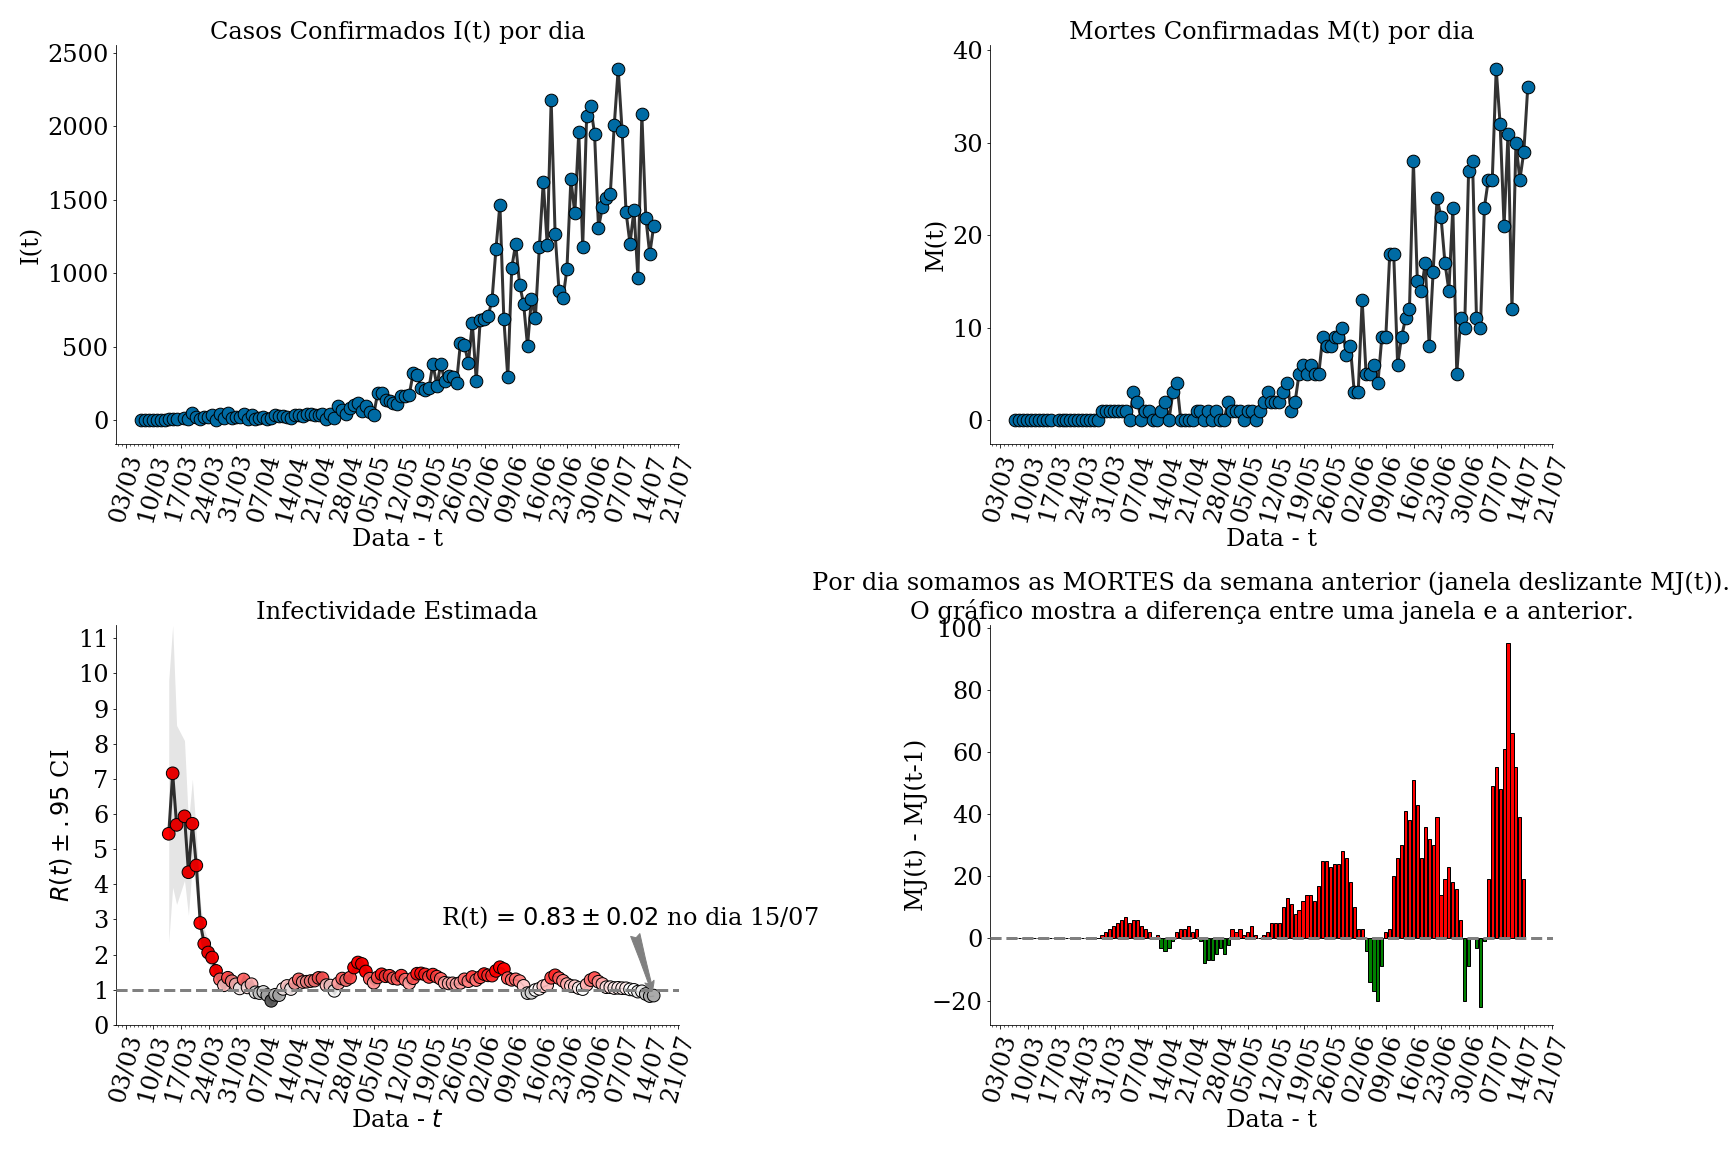 Casos Confirmados I(t) por dia
2500
2000
1500
1000
500
0
I(t)
03/03 10/03 17/03 24/03 31/03 07/04 14/04 21/04 28/04 05/05 12/05 19/05 26/05 02/06 09/06 16/06 23/06 30/06 07/07 14/07 21/07
Data - t
Mortes Confirmadas M(t) por dia
40
30
20
10
0
M(t)
03/03 10/03 17/03 24/03 31/03 07/04 14/04 21/04 28/04 05/05 12/05 19/05 26/05 02/06 09/06 16/06 23/06 30/06 07/07 14/07 21/07
Data - t
Infectividade Estimada
11
10
9
8
7
6
5
4
3
2
1
0
R(t) ± .95 CI
R(t) = 0.83 ± 0.02 no dia 15/07
03/03 10/03 17/03 24/03 31/03 07/04 14/04 21/04 28/04 05/05 12/05 19/05 26/05 02/06 09/06 16/06 23/06 30/06 07/07 14/07 21/07
Data - t
Por dia somamos as MORTES da semana anterior (janela deslizante MJ(t)).
O gráfico mostra a diferença entre uma janela e a anterior.
100
80
60
40
20
0
−20
MJ(t) - MJ(t-1)
03/03 10/03 17/03 24/03 31/03 07/04 14/04 21/04 28/04 05/05 12/05 19/05 26/05 02/06 09/06 16/06 23/06 30/06 07/07 14/07 21/07
Data - t